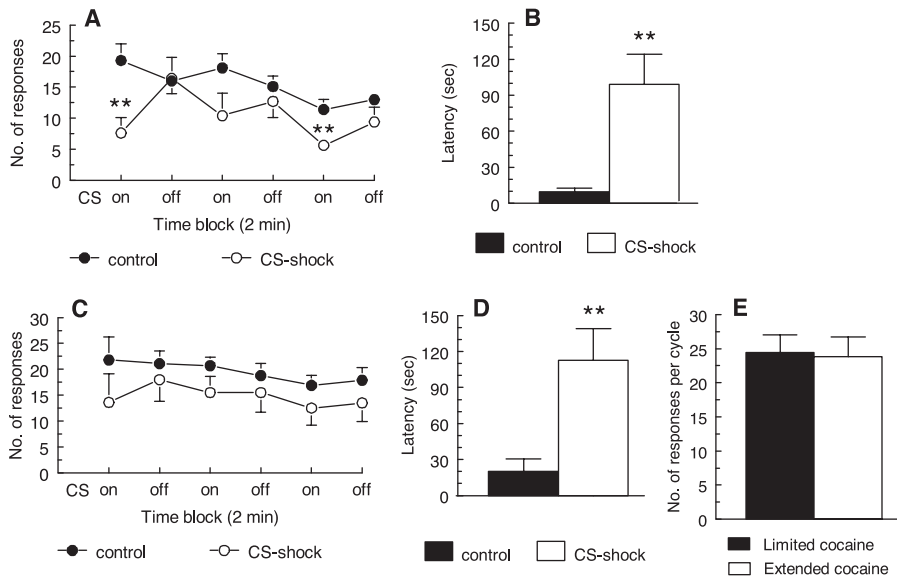 A
No. of responses
25
20
15
10
5
0
**
**
CS on off on off on off
Time block (2 min)
control CS-shock
B
Latency (sec)
150
120
90
60
30
0
**
control CS-shock
C
No. of responses
30
25
20
15
10
5
0
CS on off on off on off
Time block (2 min)
control CS-shock
D
Latency (sec)
150
120
90
60
30
0
**
control CS-shock
E
No. of responses per cycle
30
25
20
15
10
5
0
Limited cocaine
Extended cocaine